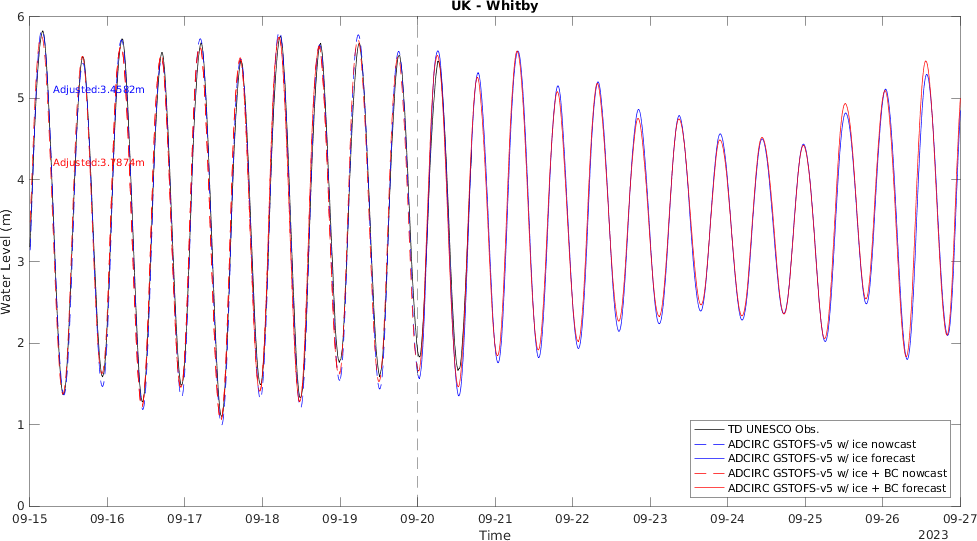 UK - Whitby
6
5
4
3
2
1
0
Water Level (m)
Adjusted:3.4582m
Adjusted:3.7874m
TD UNESCO Obs.
ADCIRC GSTOFS-v5 w/ ice nowcast
ADCIRC GSTOFS-v5 w/ ice forecast
ADCIRC GSTOFS-v5 w/ ice + BC nowcast
ADCIRC GSTOFS-v5 w/ ice + BC forecast
09-15 09-16 09-17 09-18 09-19 09-20 09-21 09-22 09-23 09-24 09-25 09-26 09-27
Time
2023